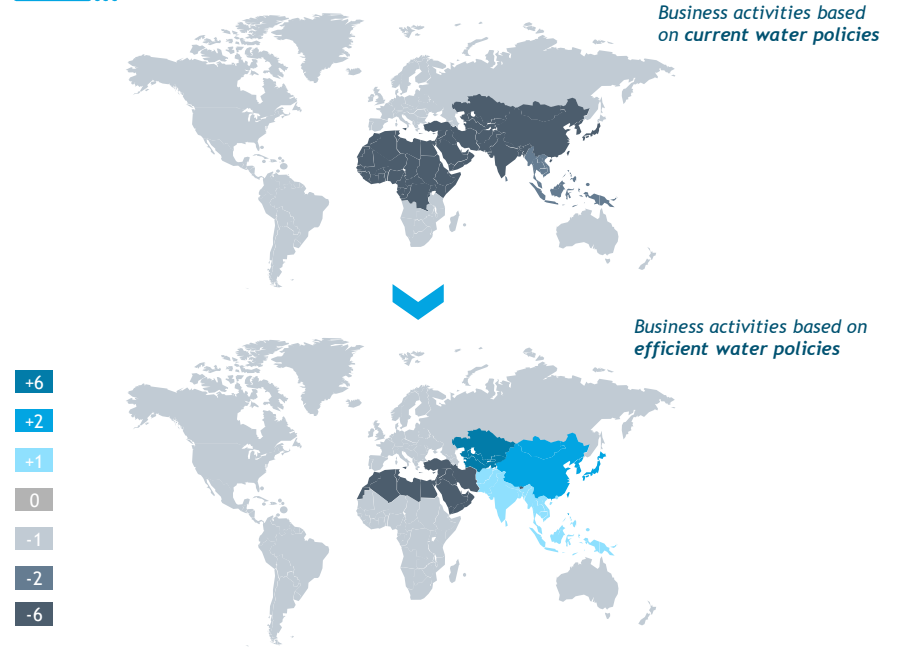 Business activities based
on current water policies
Business activities based on
efficient water policies
+6
+2
+1
0
-1
-2
-6